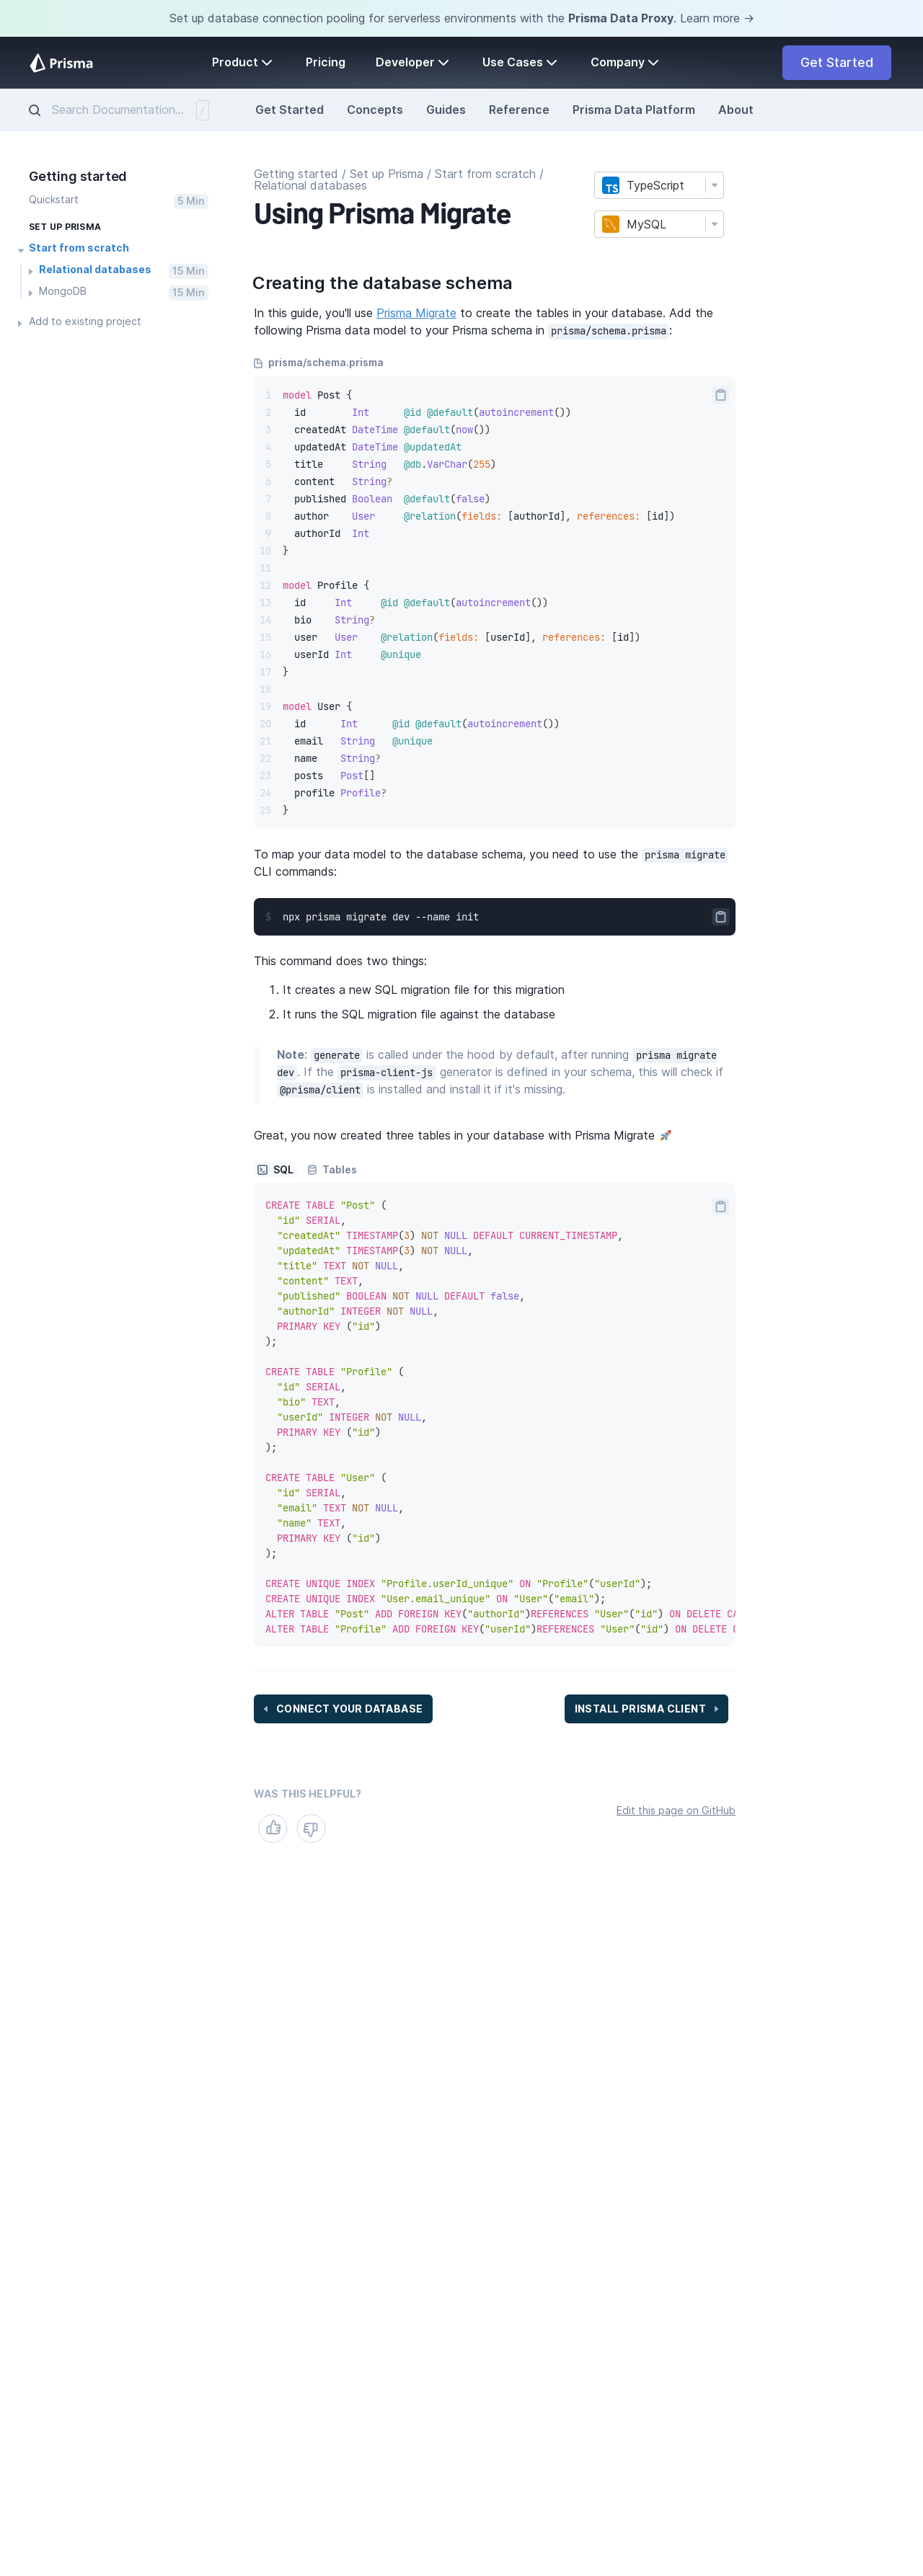 Set up database connection pooling for serverless environments with the Prisma Data Proxy. Learn more →
Prisma
Product
Pricing
Developer
Use Cases
Company
Get Started
Search Documentation... /
Get Started
Concepts
Guides
Reference
Prisma Data Platform
About
Getting started
Quickstart 5 Min
SET UP PRISMA
Start from scratch
Relational databases 15 Min
MongoDB 15 Min
Add to existing project
Getting started / Set up Prisma / Start from scratch /
Relational databases
Using Prisma Migrate
TypeScript
MySQL
Creating the database schema
In this guide, you'll use Prisma Migrate to create the tables in your database. Add the
following Prisma data model to your Prisma schema in prisma/schema.prisma :
prisma/schema.prisma
1 model Post {
2   id        Int      @id @default(autoincrement())
3   createdAt DateTime @default(now())
4   updatedAt DateTime @updatedAt
5   title     String   @db.VarChar(255)
6   content   String?
7   published Boolean  @default(false)
8   author    User     @relation(fields: [authorId], references: [id])
9   authorId  Int
10 }
11
12 model Profile {
13   id     Int     @id @default(autoincrement())
14   bio    String?
15   user   User    @relation(fields: [userId], references: [id])
16   userId Int     @unique
17 }
18
19 model User {
20   id      Int      @id @default(autoincrement())
21   email   String   @unique
22   name    String?
23   posts   Post[]
24   profile Profile?
25 }
To map your data model to the database schema, you need to use the prisma migrate
CLI commands:
$ npx prisma migrate dev --name init
This command does two things:
1. It creates a new SQL migration file for this migration
2. It runs the SQL migration file against the database
Note: generate is called under the hood by default, after running prisma migrate
dev . If the prisma-client-js generator is defined in your schema, this will check if
@prisma/client is installed and install it if it's missing.
Great, you now created three tables in your database with Prisma Migrate 🚀
SQL Tables
CREATE TABLE "Post" (
  "id" SERIAL,
  "createdAt" TIMESTAMP(3) NOT NULL DEFAULT CURRENT_TIMESTAMP,
  "updatedAt" TIMESTAMP(3) NOT NULL,
  "title" TEXT NOT NULL,
  "content" TEXT,
  "published" BOOLEAN NOT NULL DEFAULT false,
  "authorId" INTEGER NOT NULL,
  PRIMARY KEY ("id")
);
CREATE TABLE "Profile" (
  "id" SERIAL,
  "bio" TEXT,
  "userId" INTEGER NOT NULL,
  PRIMARY KEY ("id")
);
CREATE TABLE "User" (
  "id" SERIAL,
  "email" TEXT NOT NULL,
  "name" TEXT,
  PRIMARY KEY ("id")
);
CREATE UNIQUE INDEX "Profile.userId_unique" ON "Profile"("userId");
CREATE UNIQUE INDEX "User.email_unique" ON "User"("email");
ALTER TABLE "Post" ADD FOREIGN KEY("authorId")REFERENCES "User"("id") ON DELETE CA
ALTER TABLE "Profile" ADD FOREIGN KEY("userId")REFERENCES "User"("id") ON DELETE
CONNECT YOUR DATABASE
INSTALL PRISMA CLIENT
WAS THIS HELPFUL?
Edit this page on GitHub